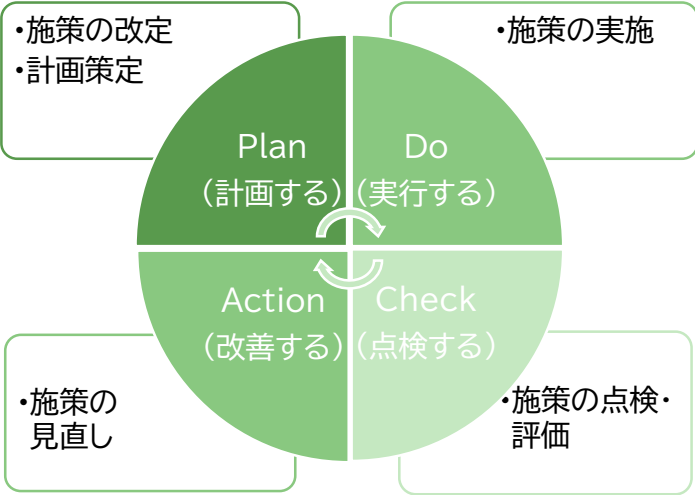 ・施策の改定
・計画策定
・施策の実施
Plan
（計画する）
Do
（実行する）
Action
（改善する）
Check
（点検する）
・施策の
見直し
・施策の点検・
評価